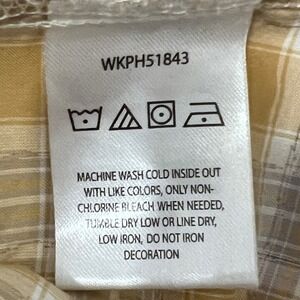 WKPH51843
MACHINE WASH COLD INSIDE OUT
WITH LIKE COLORS, ONLY NON-
CHLORINE BLEACH WHEN NEEDED,
TUMBLE DRY LOW OR LINE DRY,
LOW IRON, DO NOT IRON
DECORATION